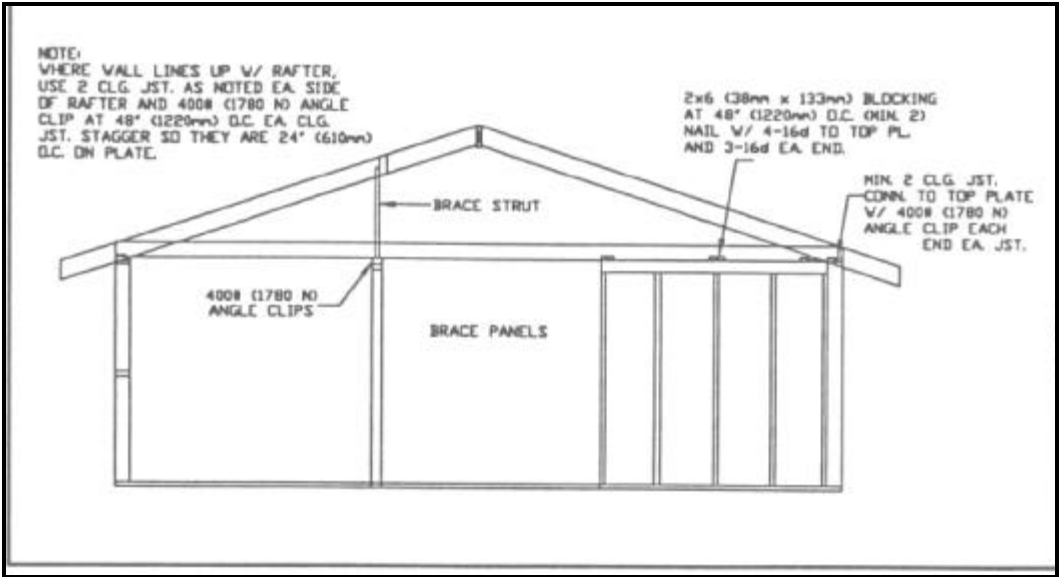 NOTE:
WHERE WALL LINES UP W/ RAFTER,
USE 2 CLG. JST. AS NOTED EA. SIDE
OF RAFTER AND 400# (1780 N) ANGLE
CLIP AT 48" (1220mm) O.C. EA. CLG.
JST. STAGGER SO THEY ARE 24" (610mm)
O.C. ON PLATE.
2x6 (38mm x 133mm) BLOCKING
AT 48" (1220mm) O.C. (MIN. 2)
NAIL W/ 4-16d TO TOP PL.
AND 3-16d EA. END.
MIN. 2 CLG. JST.
CONN. TO TOP PLATE
W/ 400# (1780 N)
ANGLE CLIP EACH
END EA. JST.
BRACE STRUT
400# (1780 N)
ANGLE CLIPS
BRACE PANELS